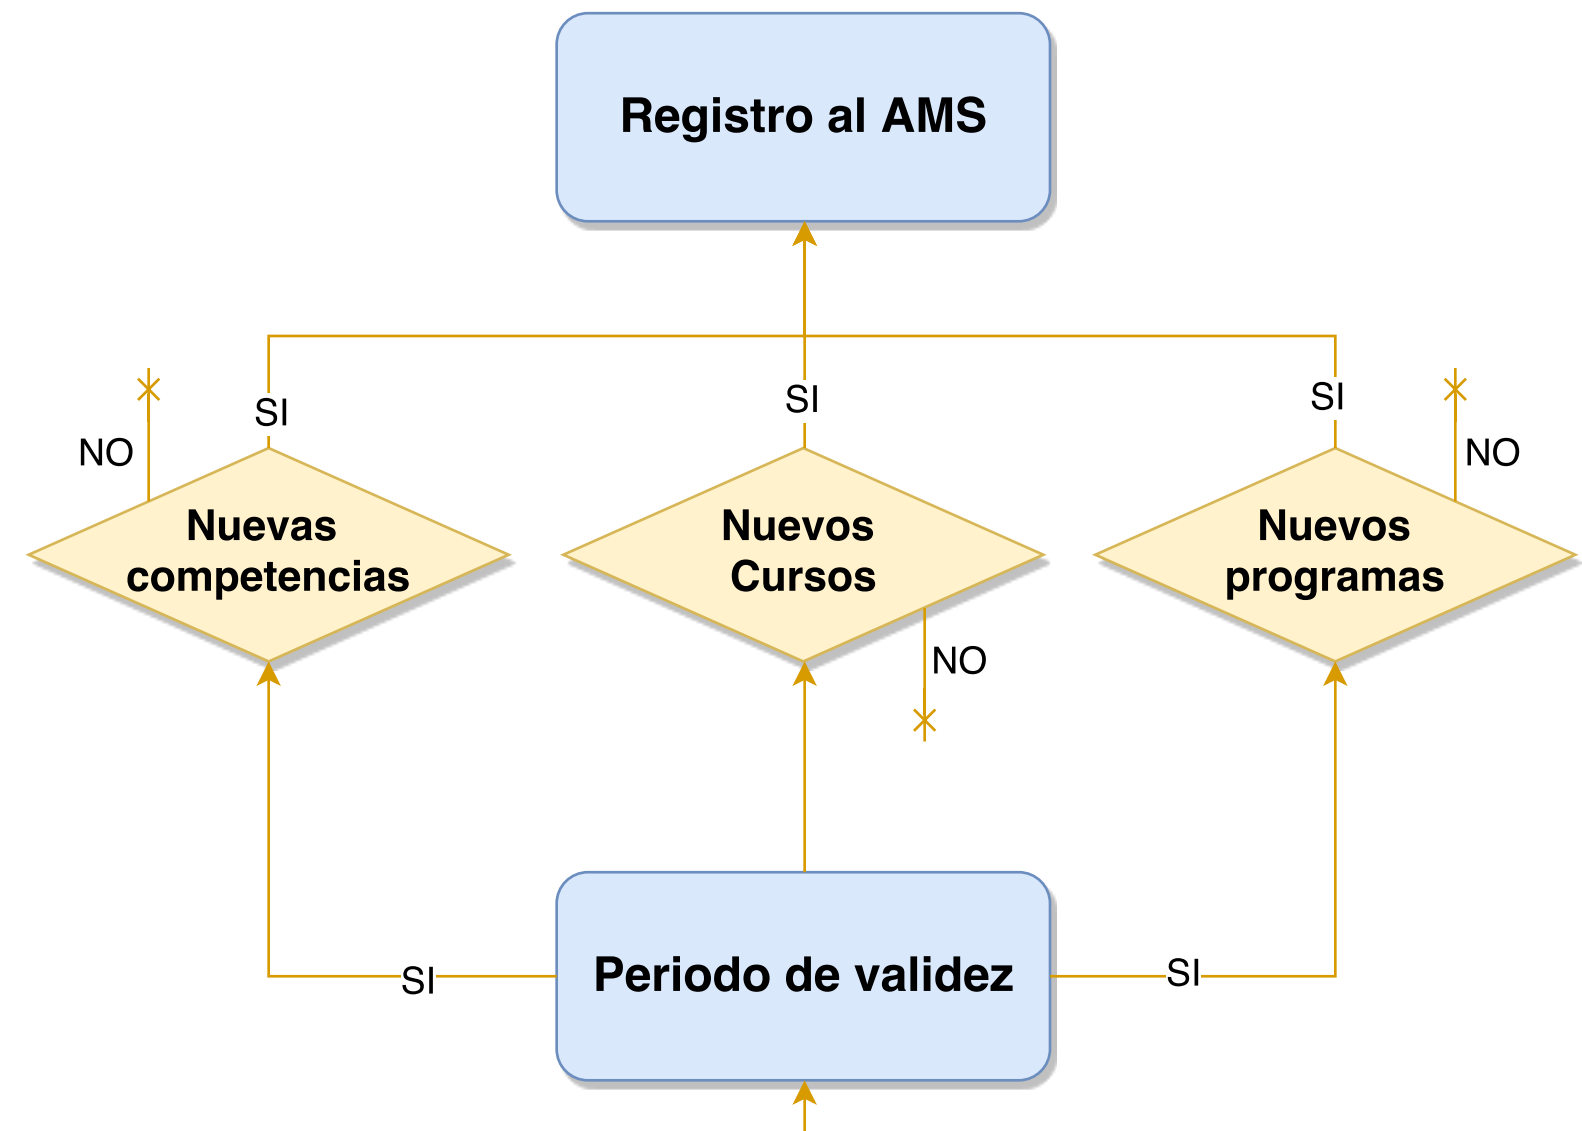 Registro al AMS
SI
SI
SI
NO
NO
Nuevas
competencias
Nuevos
Cursos
Nuevos
programas
NO
SI
Periodo de validez
SI